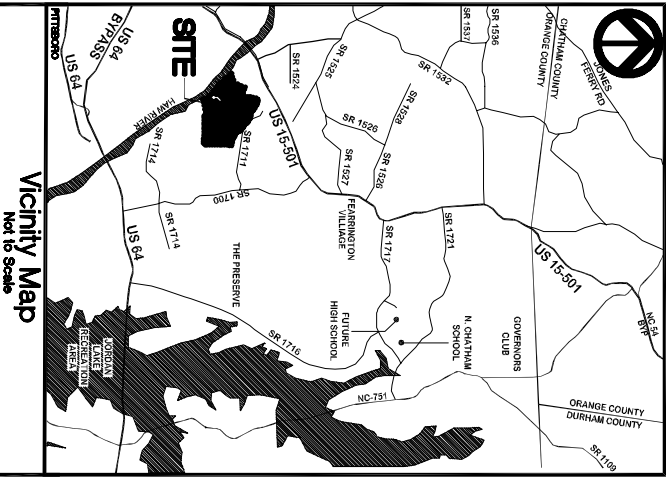 SR 1536
SR 1537
CHATHAM COUNTY
ORANGE COUNTY
JONES
FERRY RD
PITTSBORO
US 64
BYPASS
US 64
SITE
HAW RIVER
SR 1524
SR 1525
SR 1532
SR 1526
SR 1528
SR 1527
SR 1526
US 15-501
SR 1714
SR 1711
SR 1700
SR 1714
US 64
FEARRINGTON
VILLIAGE
SR 1717
SR 1721
US 15-501
NC-54
BYP
THE PRESERVE
SR 1716
FUTURE
HIGH SCHOOL
N. CHATHAM
SCHOOL
GOVERNORS
CLUB
ORANGE COUNTY
DURHAM COUNTY
NC-751
SR 1109
JORDAN
LAKE
RECREATION
AREA
Vicinity Map
Not to Scale